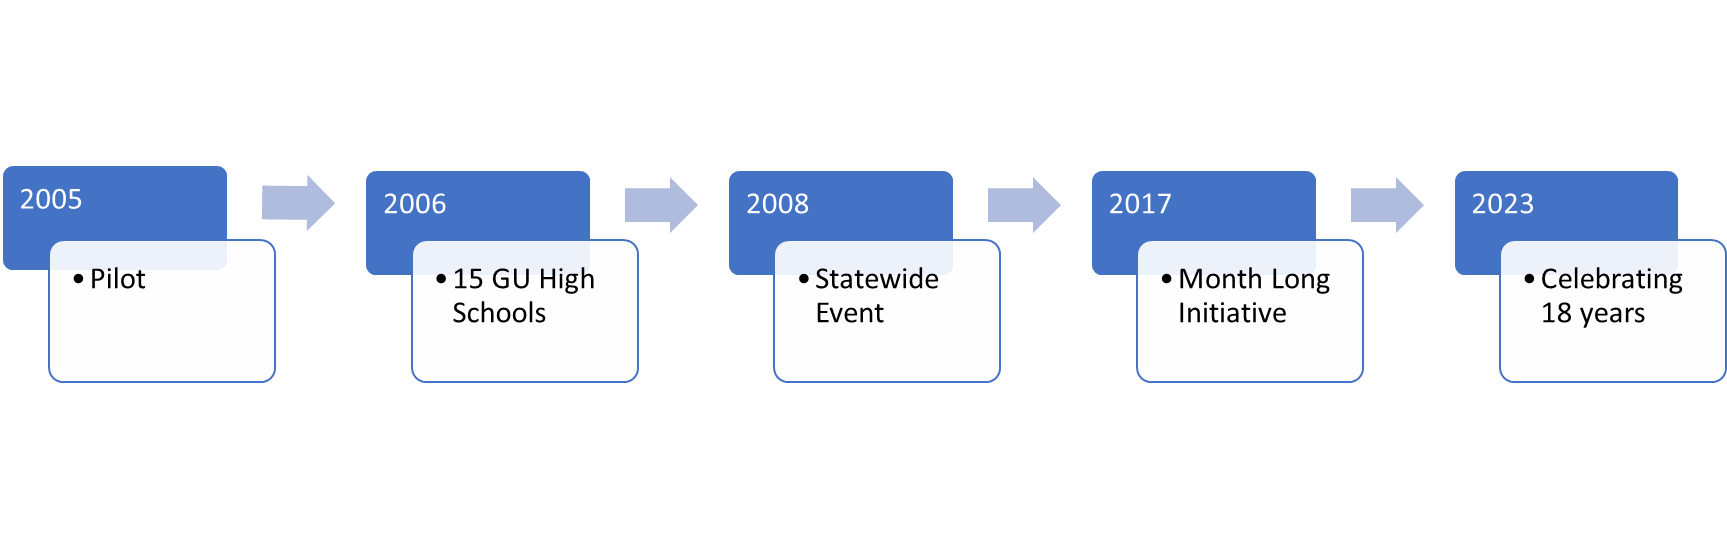 2005
• Pilot
2006
• 15 GU High
Schools
2008
• Statewide
Event
2017
• Month Long
Initiative
2023
• Celebrating
18 years